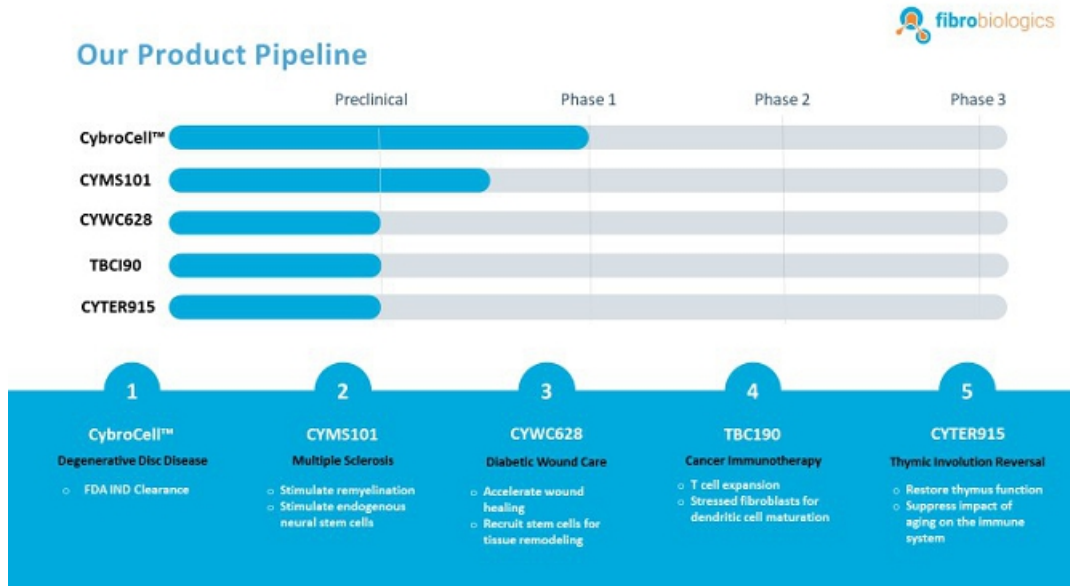 fibrobiologics
Our Product Pipeline
Preclinical Phase 1 Phase 2 Phase 3
CybroCell™
CYMS101
CYWC628
TBCI90
CYTER915
1
CybroCell™
Degenerative Disc Disease
○ FDA IND Clearance
2
CYMS101
Multiple Sclerosis
○ Stimulate remyelination
○ Stimulate endogenous
neural stem cells
3
CYWC628
Diabetic Wound Care
○ Accelerate wound
healing
○ Recruit stem cells for
tissue remodeling
4
TBC190
Cancer Immunotherapy
○ T cell expansion
○ Stressed fibroblasts for
dendritic cell maturation
5
CYTER915
Thymic Involution Reversal
○ Restore thymus function
○ Suppress impact of
aging on the immune
system